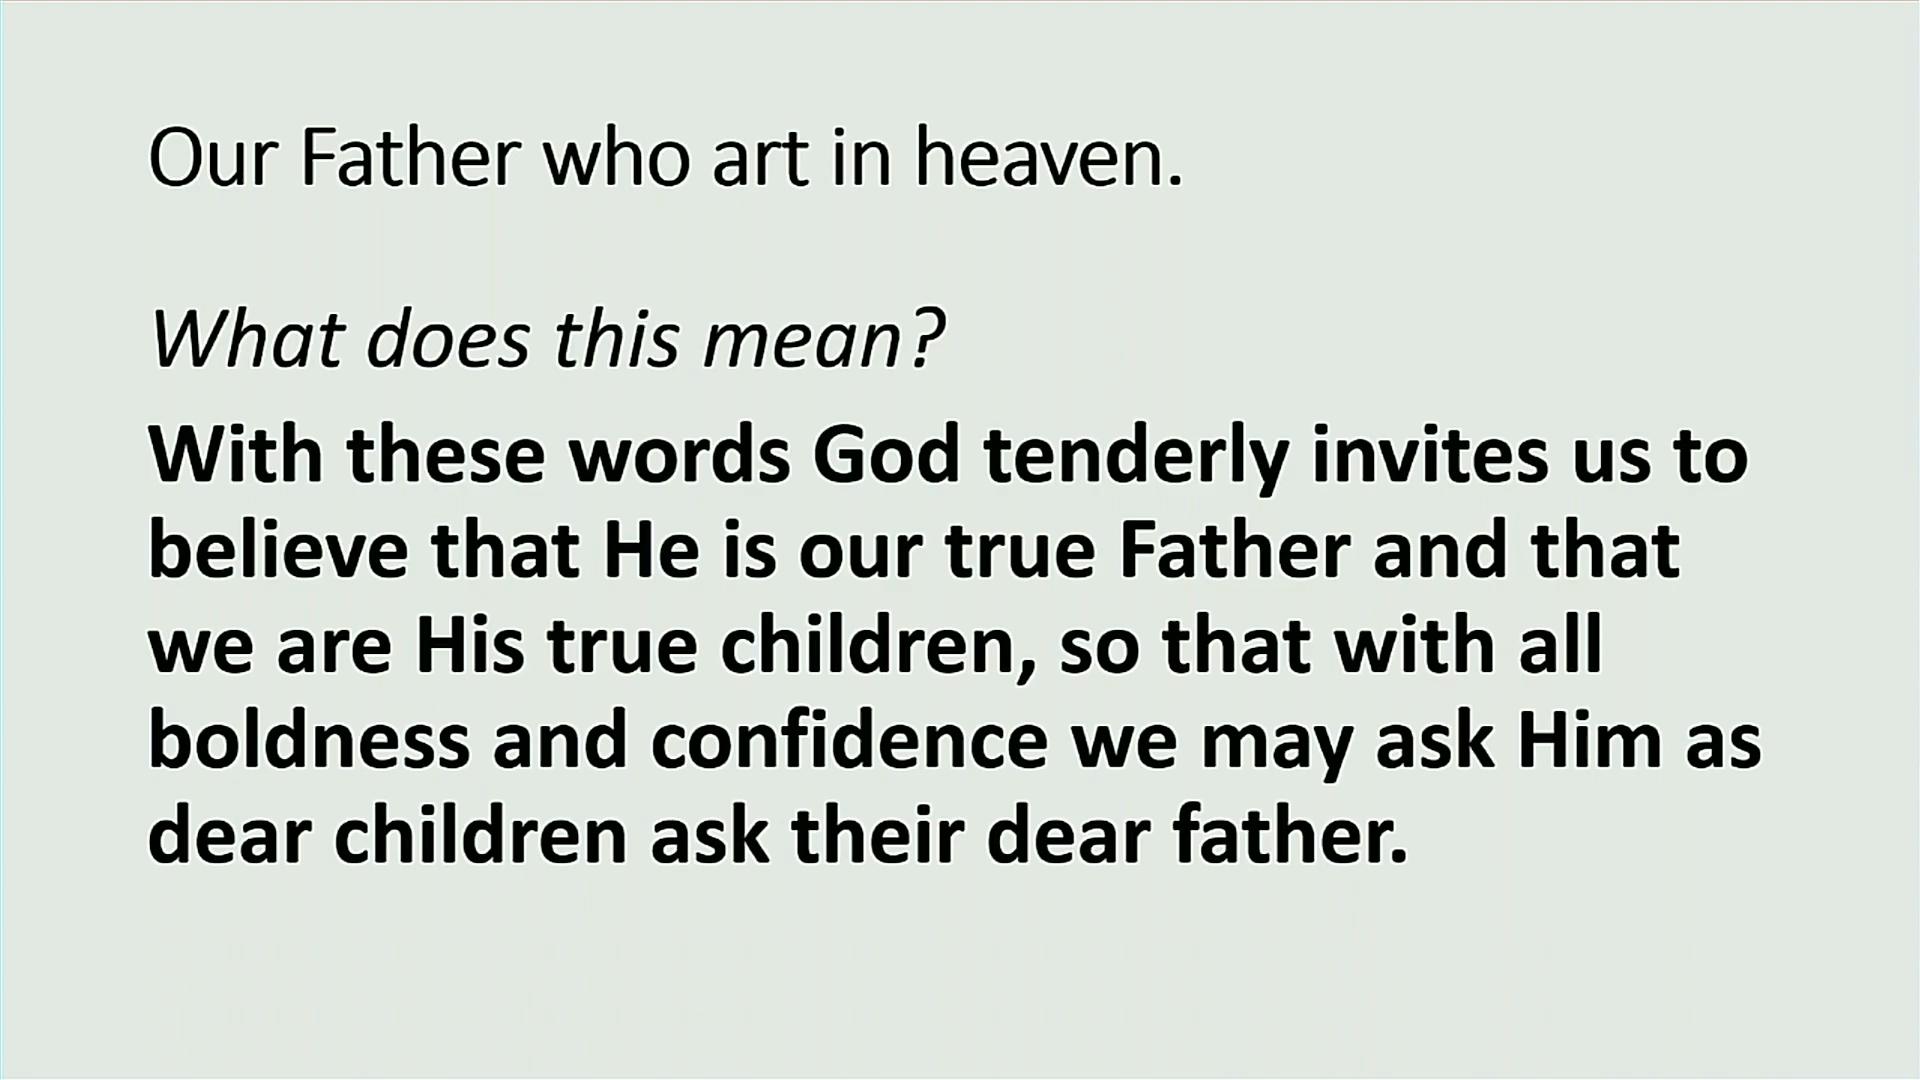 Our Father who art in heaven.
What does this mean?
With these words God tenderly invites us to
believe that He is our true Father and that
we are His true children, so that with all
boldness and confidence we may ask Him as
dear children ask their dear father.